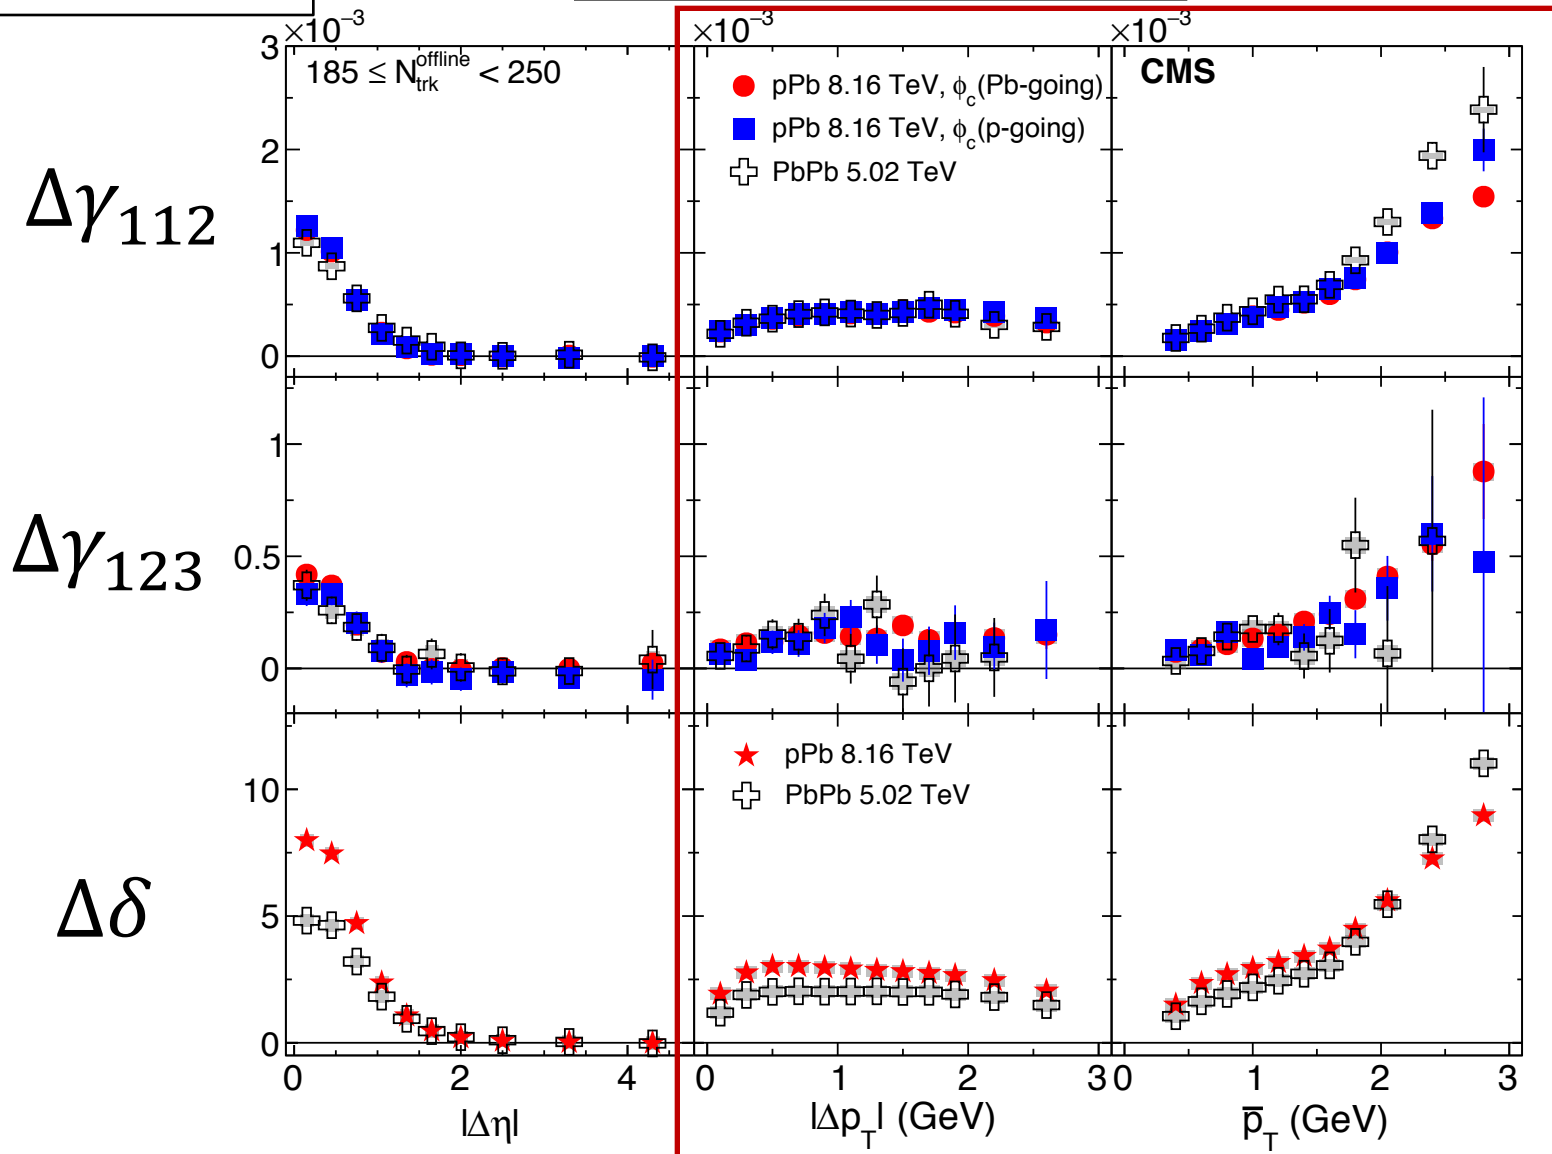 ×10⁻³ ×10⁻³ ×10⁻³
185 ≤ N_trk^offline < 250
pPb 8.16 TeV, ϕ_c(Pb-going)
pPb 8.16 TeV, ϕ_c(p-going)
PbPb 5.02 TeV
CMS
Δγ₁₁₂
3
2
1
0
Δγ₁₂₃
1
0.5
0
pPb 8.16 TeV
PbPb 5.02 TeV
Δδ
10
5
0
0 2 4 0 1 2 3 0 1 2 3
|Δη| |Δp_T| (GeV) p̅_T (GeV)